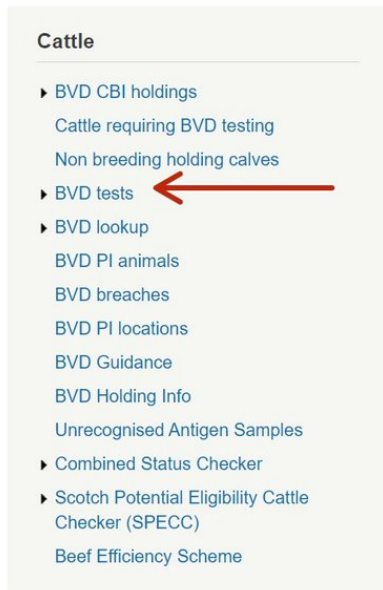 Cattle
BVD CBI holdings
Cattle requiring BVD testing
Non breeding holding calves
BVD tests
BVD lookup
BVD PI animals
BVD breaches
BVD PI locations
BVD Guidance
BVD Holding Info
Unrecognised Antigen Samples
Combined Status Checker
Scotch Potential Eligibility Cattle
Checker (SPECC)
Beef Efficiency Scheme